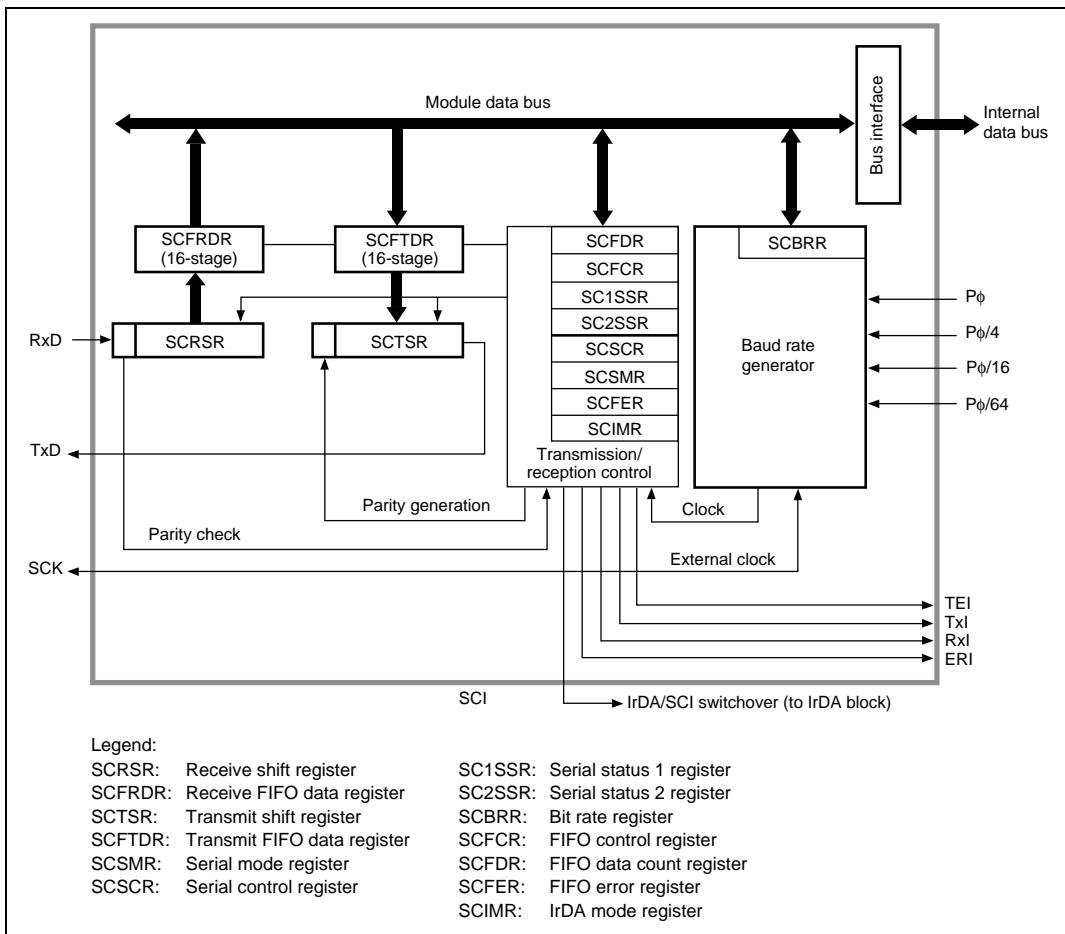 Module data bus
Bus interface
Internal
data bus
SCFRDR
(16-stage)
SCFTDR
(16-stage)
SCFDR
SCFCR
SC1SSR
SC2SSR
SCSCR
SCSMR
SCFER
SCIMR
Transmission/
reception control
SCBRR
Baud rate
generator
Pϕ
Pϕ/4
Pϕ/16
Pϕ/64
RxD
SCRSR
SCTSR
TxD
Parity generation
Clock
Parity check
SCK
External clock
TEI
TxI
RxI
ERI
SCI
IrDA/SCI switchover (to IrDA block)
Legend:
SCRSR: Receive shift register
SCFRDR: Receive FIFO data register
SCTSR: Transmit shift register
SCFTDR: Transmit FIFO data register
SCSMR: Serial mode register
SCSCR: Serial control register
SC1SSR: Serial status 1 register
SC2SSR: Serial status 2 register
SCBRR: Bit rate register
SCFCR: FIFO control register
SCFDR: FIFO data count register
SCFER: FIFO error register
SCIMR: IrDA mode register